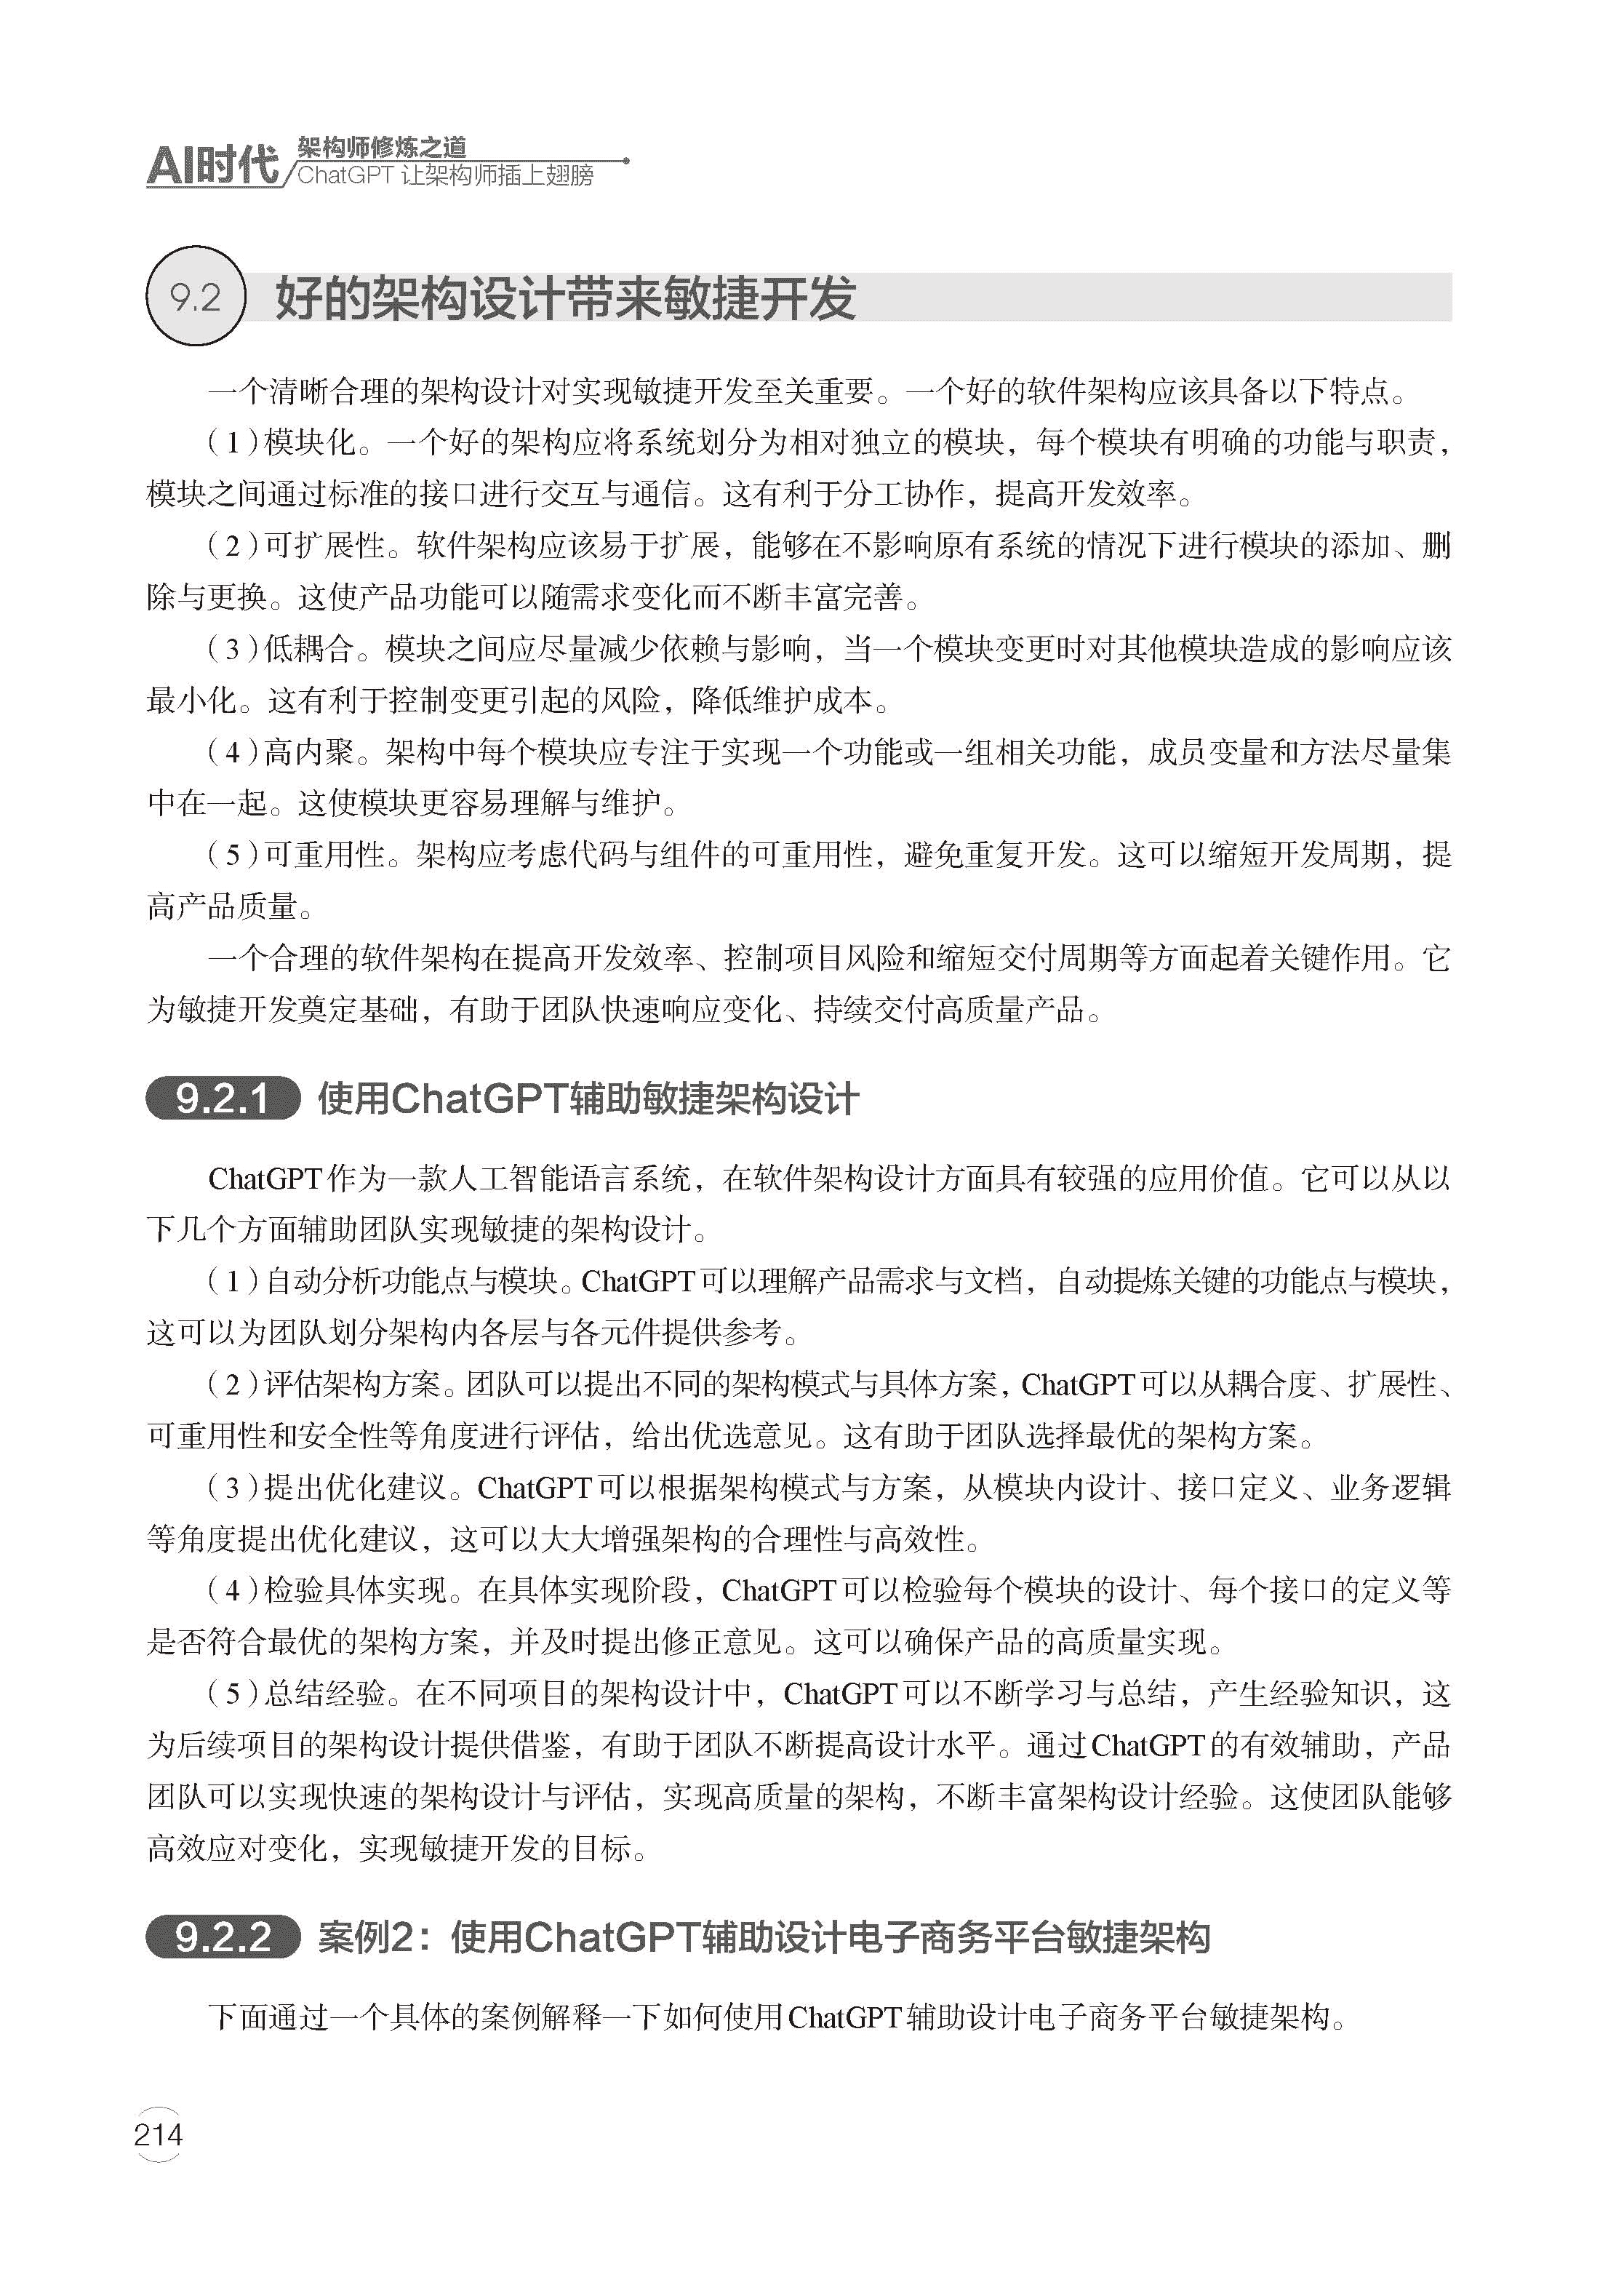 AI时代
架构师修炼之道
ChatGPT 让架构师插上翅膀
9.2 好的架构设计带来敏捷开发
一个清晰合理的架构设计对实现敏捷开发至关重要。一个好的软件架构应该具备以下特点。
（1）模块化。一个好的架构应将系统划分为相对独立的模块，每个模块有明确的功能与职责，
模块之间通过标准的接口进行交互与通信。这有利于分工协作，提高开发效率。
（2）可扩展性。软件架构应该易于扩展，能够在不影响原有系统的情况下进行模块的添加、删
除与更换。这使产品功能可以随需求变化而不断丰富完善。
（3）低耦合。模块之间应尽量减少依赖与影响，当一个模块变更时对其他模块造成的影响应该
最小化。这有利于控制变更引起的风险，降低维护成本。
（4）高内聚。架构中每个模块应专注于实现一个功能或一组相关功能，成员变量和方法尽量集
中在一起。这使模块更容易理解与维护。
（5）可重用性。架构应考虑代码与组件的可重用性，避免重复开发。这可以缩短开发周期，提
高产品质量。
一个合理的软件架构在提高开发效率、控制项目风险和缩短交付周期等方面起着关键作用。它
为敏捷开发奠定基础，有助于团队快速响应变化、持续交付高质量产品。
9.2.1 使用ChatGPT辅助敏捷架构设计
ChatGPT作为一款人工智能语言系统，在软件架构设计方面具有较强的应用价值。它可以从以
下几个方面辅助团队实现敏捷的架构设计。
（1）自动分析功能点与模块。ChatGPT可以理解产品需求与文档，自动提炼关键的功能点与模块，
这可以为团队划分架构内各层与各元件提供参考。
（2）评估架构方案。团队可以提出不同的架构模式与具体方案，ChatGPT可以从耦合度、扩展性、
可重用性和安全性等角度进行评估，给出优选意见。这有助于团队选择最优的架构方案。
（3）提出优化建议。ChatGPT可以根据架构模式与方案，从模块内设计、接口定义、业务逻辑
等角度提出优化建议，这可以大大增强架构的合理性与高效性。
（4）检验具体实现。在具体实现阶段，ChatGPT可以检验每个模块的设计、每个接口的定义等
是否符合最优的架构方案，并及时提出修正意见。这可以确保产品的高质量实现。
（5）总结经验。在不同项目的架构设计中，ChatGPT可以不断学习与总结，产生经验知识，这
为后续项目的架构设计提供借鉴，有助于团队不断提高设计水平。通过ChatGPT的有效辅助，产品
团队可以实现快速的架构设计与评估，实现高质量的架构，不断丰富架构设计经验。这使团队能够
高效应对变化，实现敏捷开发的目标。
9.2.2 案例2：使用ChatGPT辅助设计电子商务平台敏捷架构
下面通过一个具体的案例解释一下如何使用ChatGPT辅助设计电子商务平台敏捷架构。
214